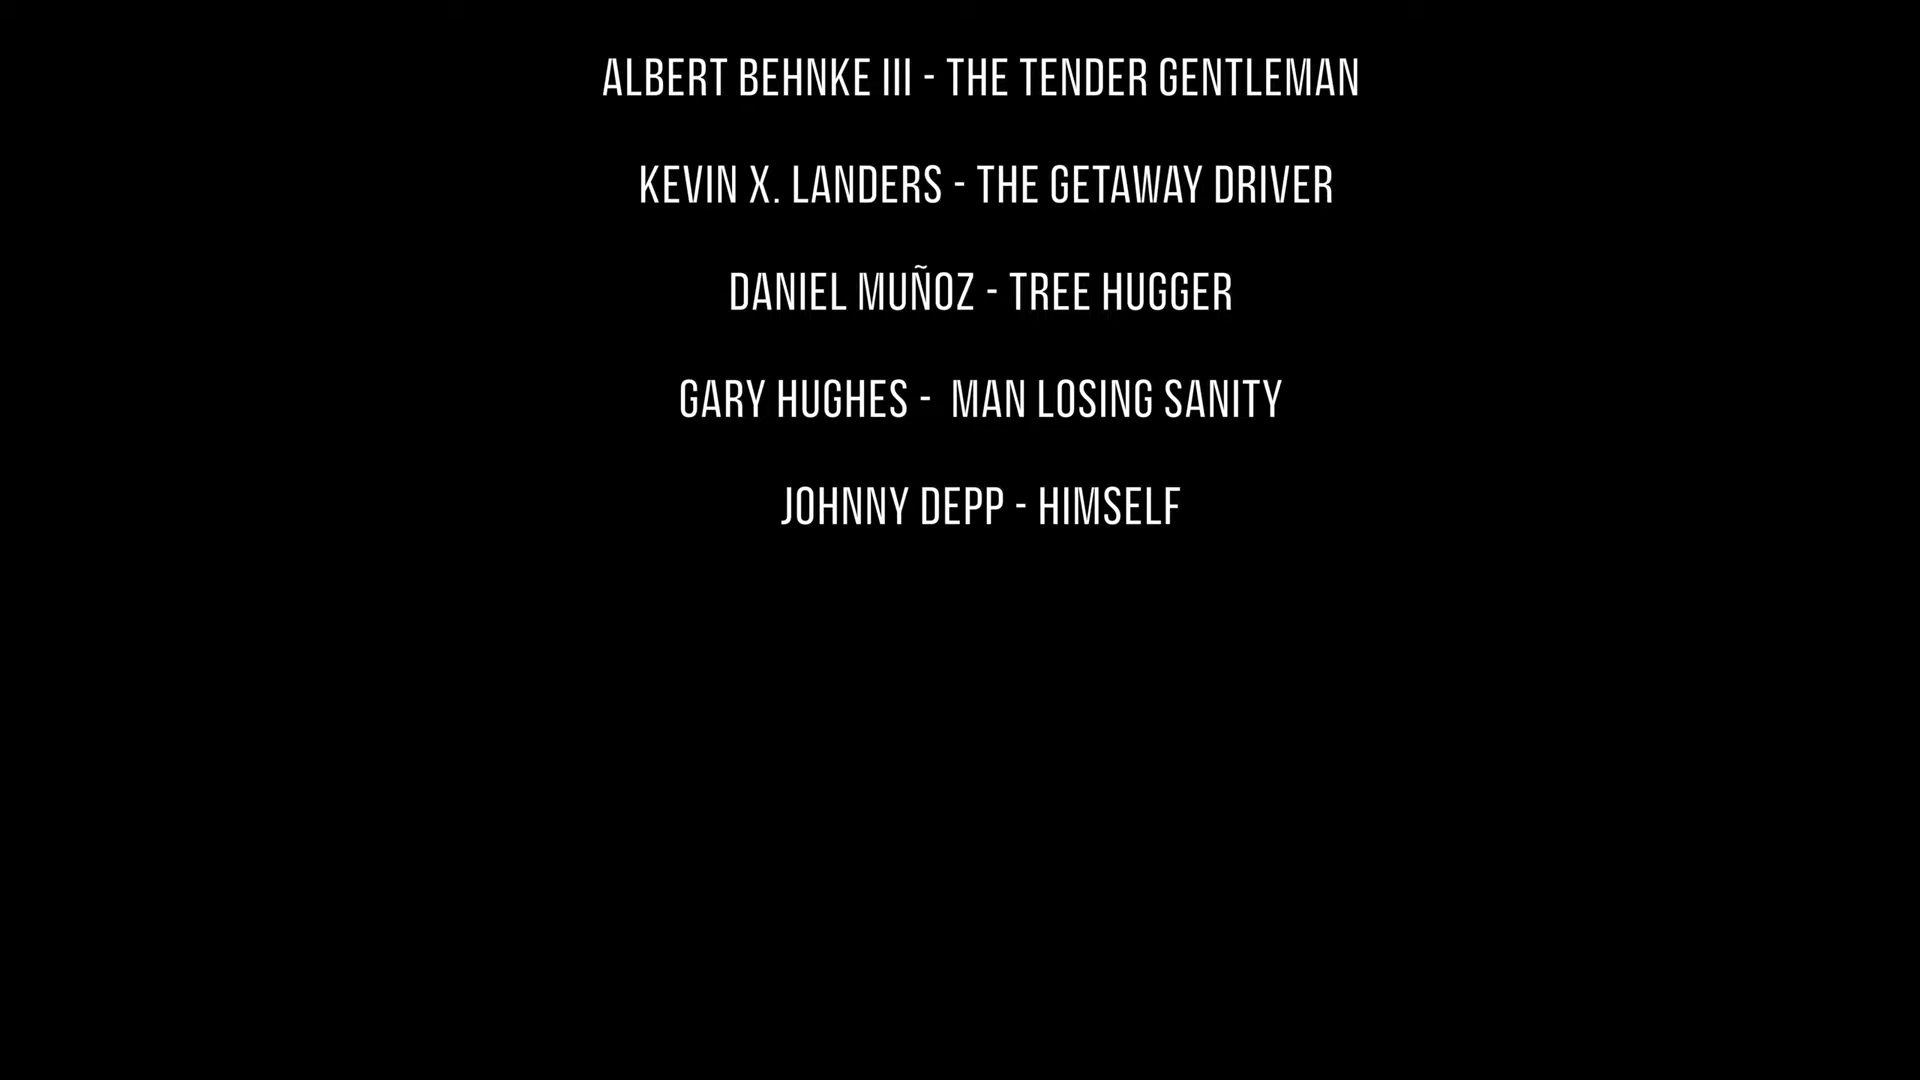 ALBERT BEHNKE III - THE TENDER GENTLEMAN
KEVIN X. LANDERS - THE GETAWAY DRIVER
DANIEL MUÑOZ - TREE HUGGER
GARY HUGHES -  MAN LOSING SANITY
JOHNNY DEPP - HIMSELF